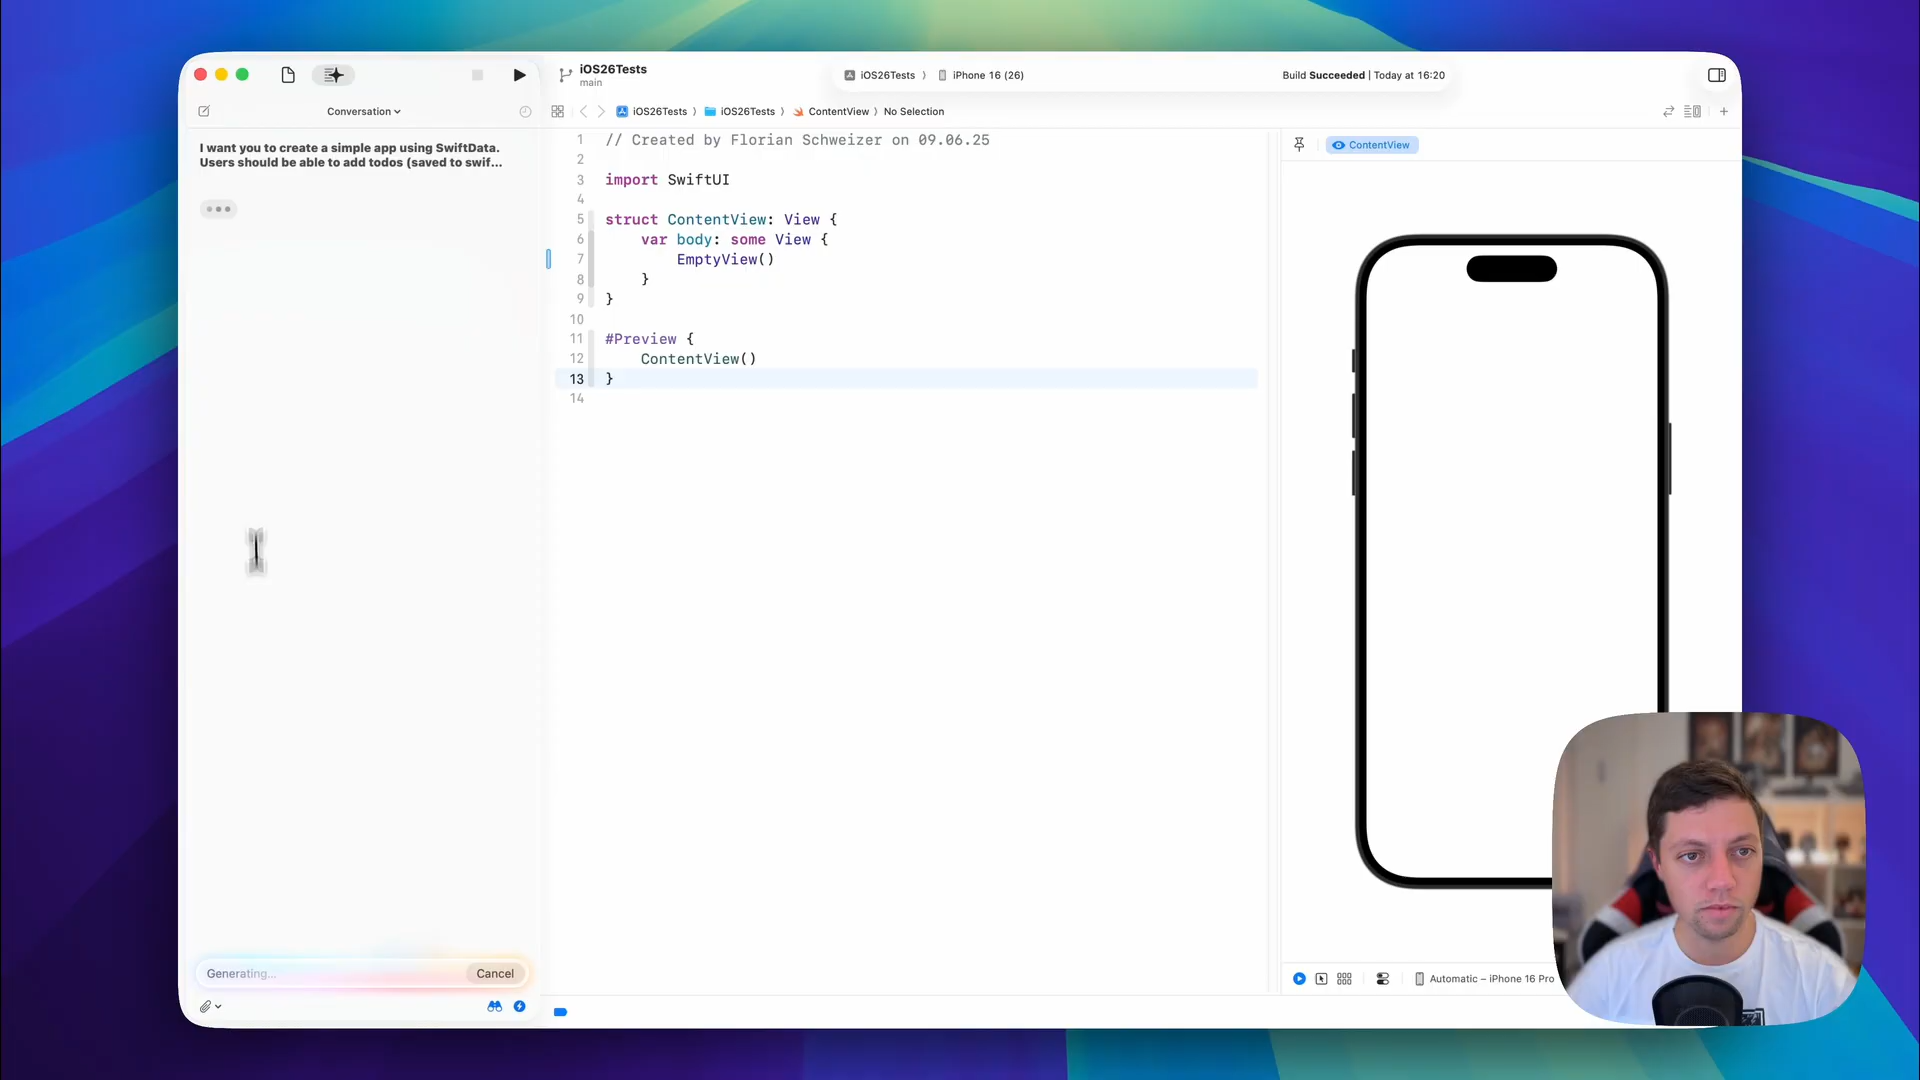 iOS26Tests
main
iOS26Tests
iPhone 16 (26)
Build Succeeded | Today at 16:20
Conversation
iOS26Tests
iOS26Tests
ContentView
No Selection
I want you to create a simple app using SwiftData.
Users should be able to add todos (saved to swif...
1 // Created by Florian Schweizer on 09.06.25
2
3 import SwiftUI
4
5 struct ContentView: View {
6 var body: some View {
7 EmptyView()
8 }
9 }
10
11 #Preview {
12 ContentView()
13 }
14
ContentView
Generating...
Cancel
Automatic – iPhone 16 Pro